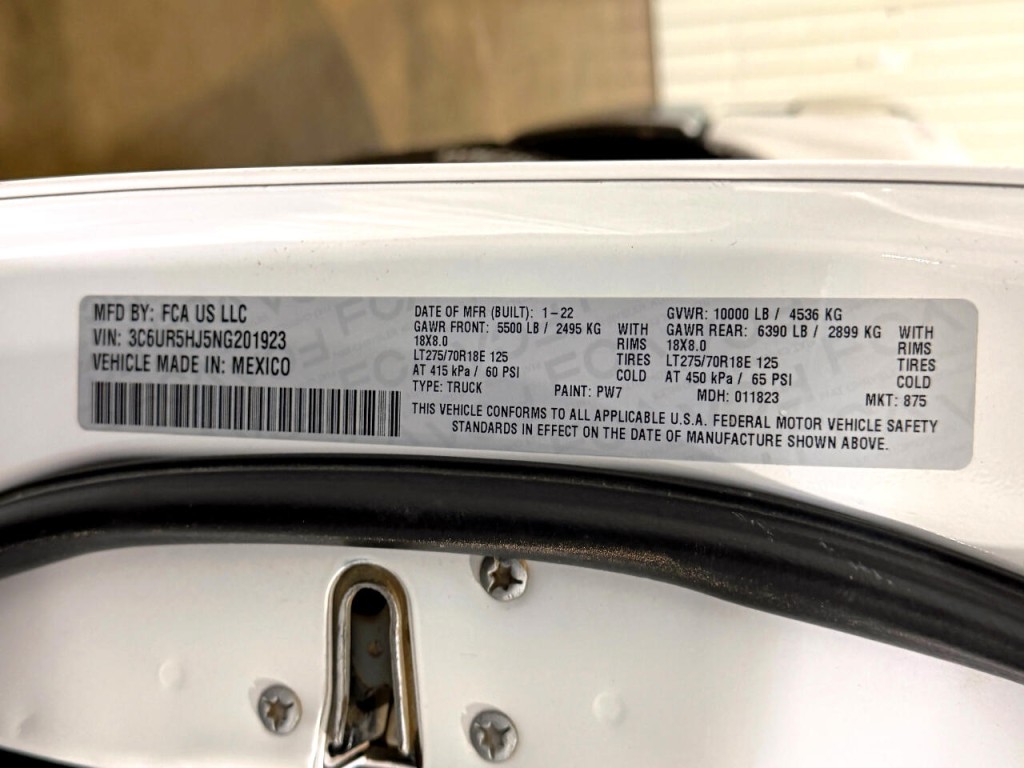 MFD BY: FCA US LLC
VIN: 3C6UR5HJ5NG201923
VEHICLE MADE IN: MEXICO
DATE OF MFR (BUILT): 1-22
GAWR FRONT: 5500 LB / 2495 KG WITH
18X8.0 RIMS
LT275/70R18E 125 TIRES
AT 415 kPa / 60 PSI COLD
GVWR: 10000 LB / 4536 KG
GAWR REAR: 6390 LB / 2899 KG WITH
18X8.0 RIMS
LT275/70R18E 125 TIRES
AT 450 kPa / 65 PSI COLD
TYPE: TRUCK PAINT: PW7 MDH: 011823 MKT: 875
THIS VEHICLE CONFORMS TO ALL APPLICABLE U.S.A. FEDERAL MOTOR VEHICLE SAFETY
STANDARDS IN EFFECT ON THE DATE OF MANUFACTURE SHOWN ABOVE.